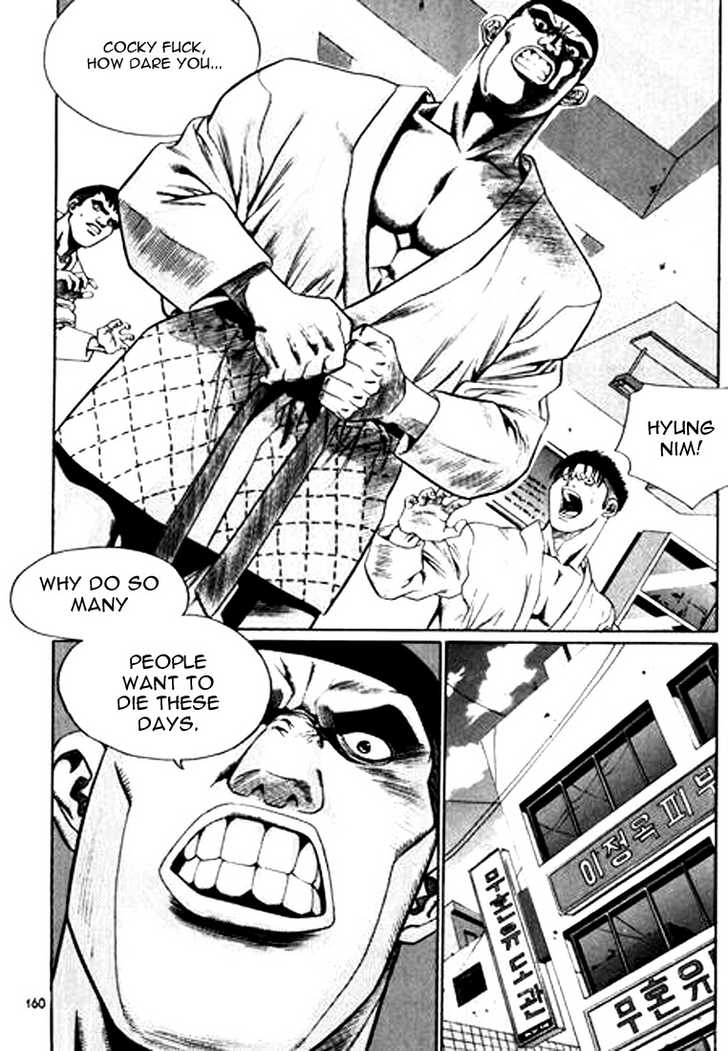 COCKY FUCK,
HOW DARE YOU...
HYUNG
NIM!
WHY DO SO
MANY
PEOPLE
WANT TO
DIE THESE
DAYS.
이정옥 피부
무혼유도관
무혼유
160